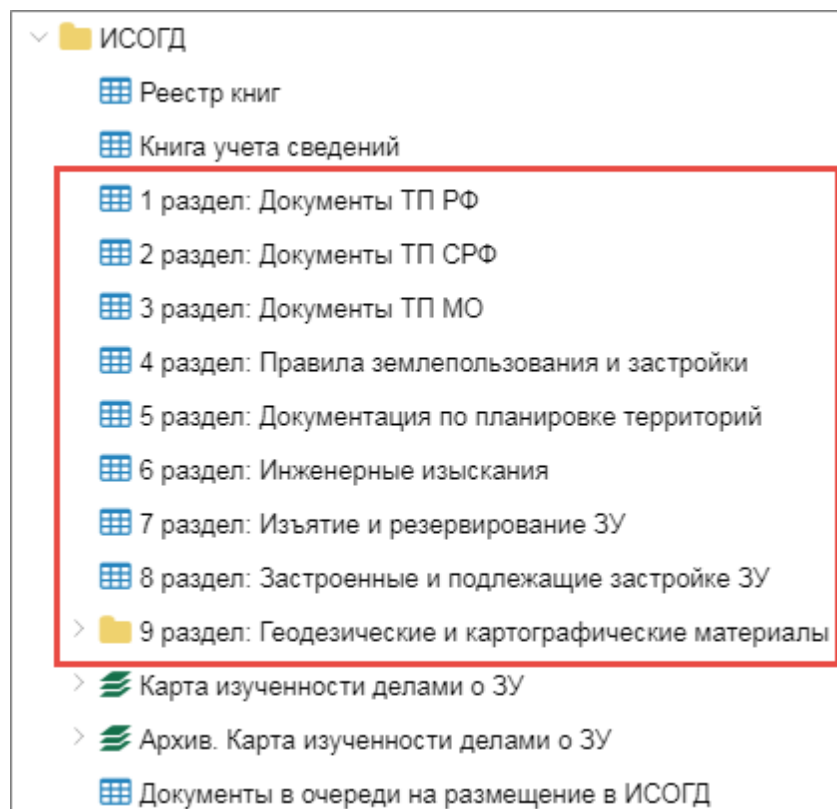 ИСОГД
Реестр книг
Книга учета сведений
1 раздел: Документы ТП РФ
2 раздел: Документы ТП СРФ
3 раздел: Документы ТП МО
4 раздел: Правила землепользования и застройки
5 раздел: Документация по планировке территорий
6 раздел: Инженерные изыскания
7 раздел: Изъятие и резервирование ЗУ
8 раздел: Застроенные и подлежащие застройке ЗУ
9 раздел: Геодезические и картографические материалы
Карта изученности делами о ЗУ
Архив. Карта изученности делами о ЗУ
Документы в очереди на размещение в ИСОГД